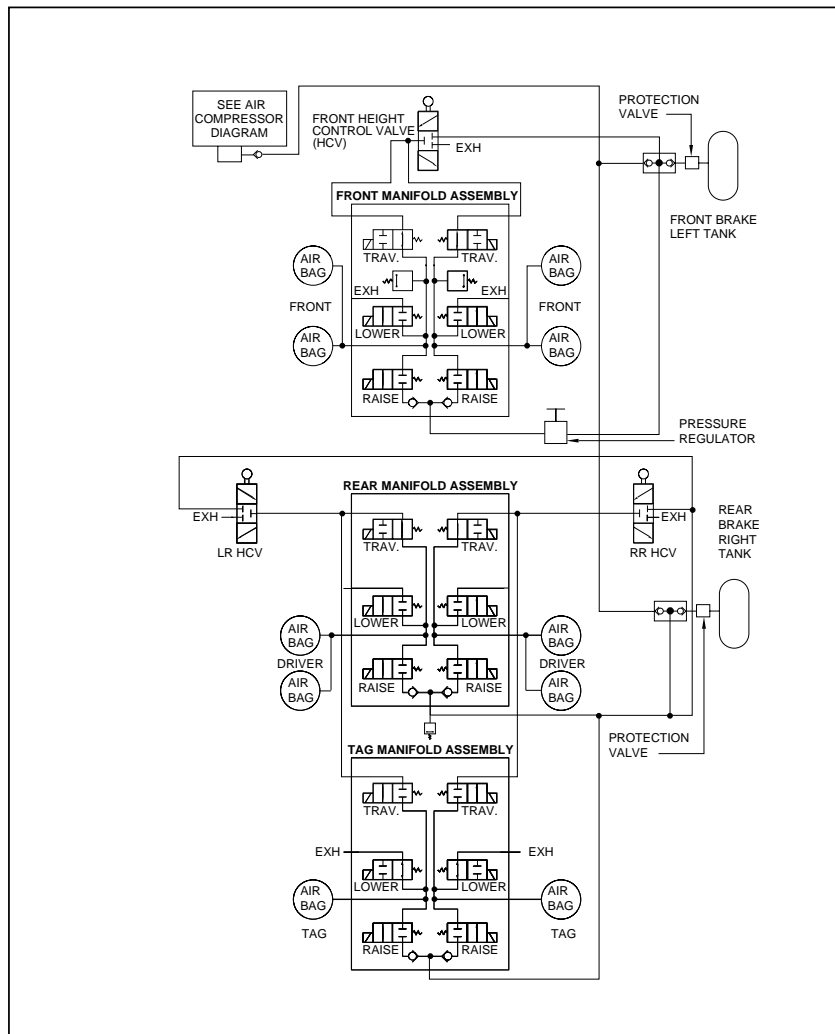 SEE AIR
COMPRESSOR
DIAGRAM
FRONT HEIGHT
CONTROL VALVE
(HCV)
EXH
PROTECTION
VALVE
FRONT BRAKE
LEFT TANK
FRONT MANIFOLD ASSEMBLY
TRAV.
TRAV.
AIR
BAG
AIR
BAG
EXH
EXH
FRONT
FRONT
LOWER
LOWER
AIR
BAG
AIR
BAG
RAISE
RAISE
PRESSURE
REGULATOR
REAR MANIFOLD ASSEMBLY
EXH
LR HCV
EXH
RR HCV
REAR
BRAKE
RIGHT
TANK
TRAV.
TRAV.
LOWER
LOWER
AIR
BAG
AIR
BAG
DRIVER
DRIVER
AIR
BAG
AIR
BAG
RAISE
RAISE
PROTECTION
VALVE
TAG MANIFOLD ASSEMBLY
TRAV.
TRAV.
EXH
EXH
LOWER
LOWER
AIR
BAG
AIR
BAG
TAG
TAG
RAISE
RAISE